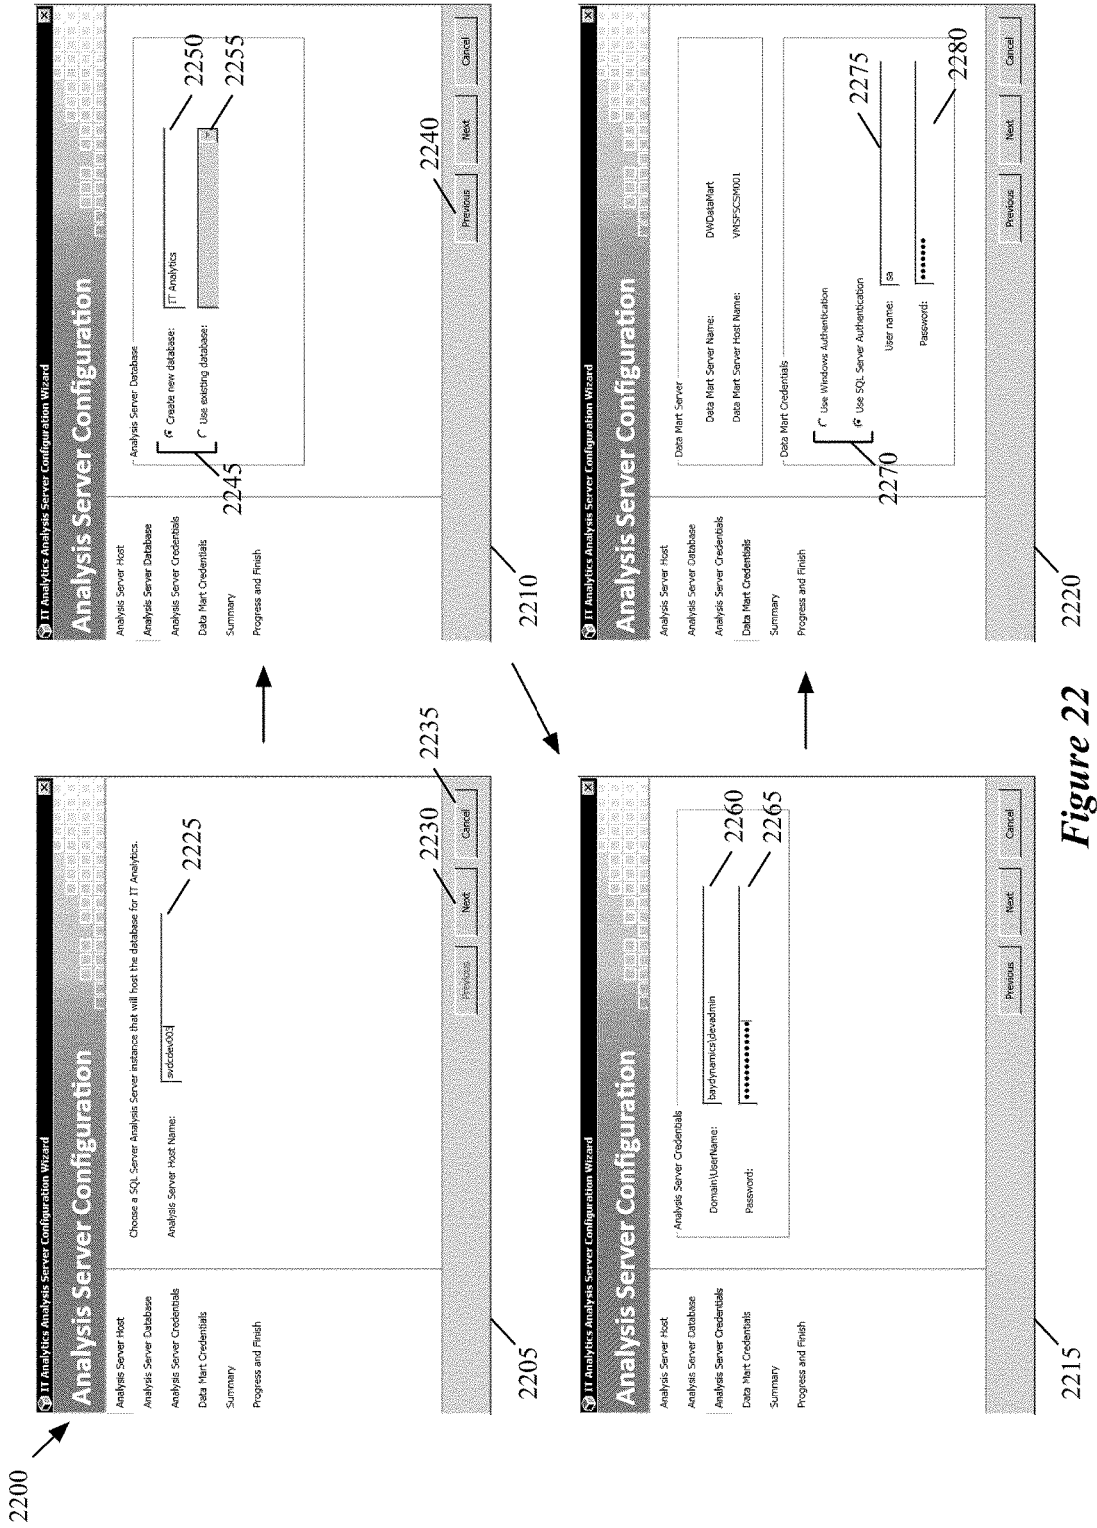 2200
IT Analytics Analysis Server Configuration Wizard
Analysis Server Configuration
Analysis Server Host
Analysis Server Database
Analysis Server Credentials
Data Mart Credentials
Summary
Progress and Finish
Choose a SQL Server Analysis Server instance that will host the database for IT Analytics.
Analysis Server Host Name:
svdcdev003
2225
Previous
Next
Cancel
2230
2235
2205
IT Analytics Analysis Server Configuration Wizard
Analysis Server Configuration
Analysis Server Host
Analysis Server Database
Analysis Server Credentials
Data Mart Credentials
Summary
Progress and Finish
Analysis Server Database
Create new database:
IT Analytics
2250
Use existing database:
2255
2245
2240
Previous
Next
Cancel
2210
IT Analytics Analysis Server Configuration Wizard
Analysis Server Configuration
Analysis Server Host
Analysis Server Database
Analysis Server Credentials
Data Mart Credentials
Summary
Progress and Finish
Analysis Server Credentials
Domain\UserName:
baydynamics\devadmin
2260
Password:
2265
Previous
Next
Cancel
2215
IT Analytics Analysis Server Configuration Wizard
Analysis Server Configuration
Analysis Server Host
Analysis Server Database
Analysis Server Credentials
Data Mart Credentials
Summary
Progress and Finish
Data Mart Server
Data Mart Server Name:
DWDataMart
Data Mart Server Host Name:
VMSFSCSM001
Data Mart Credentials
Use Windows Authentication
Use SQL Server Authentication
2270
User name:
sa
2275
Password:
2280
Previous
Next
Cancel
2220
Figure 22